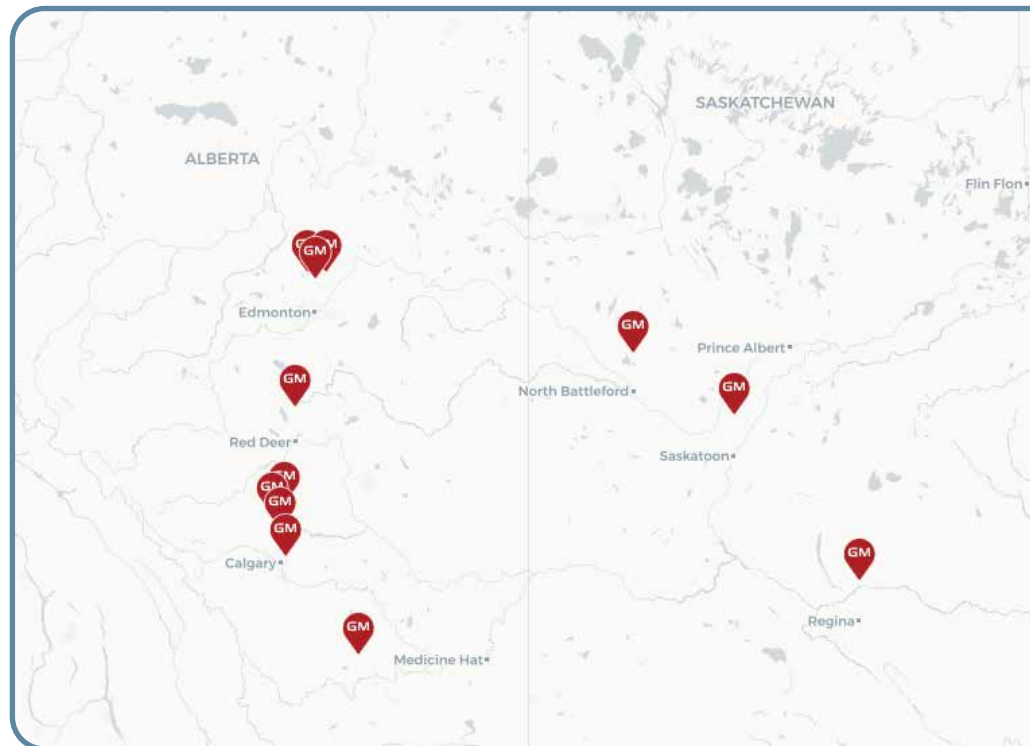 SASKATCHEWAN
ALBERTA
Flin Flon
GM
Edmonton
GM
Prince Albert
GM
GM
North Battleford
Red Deer
Saskatoon
GM
GM
GM
GM
Calgary
GM
Regina
GM
Medicine Hat